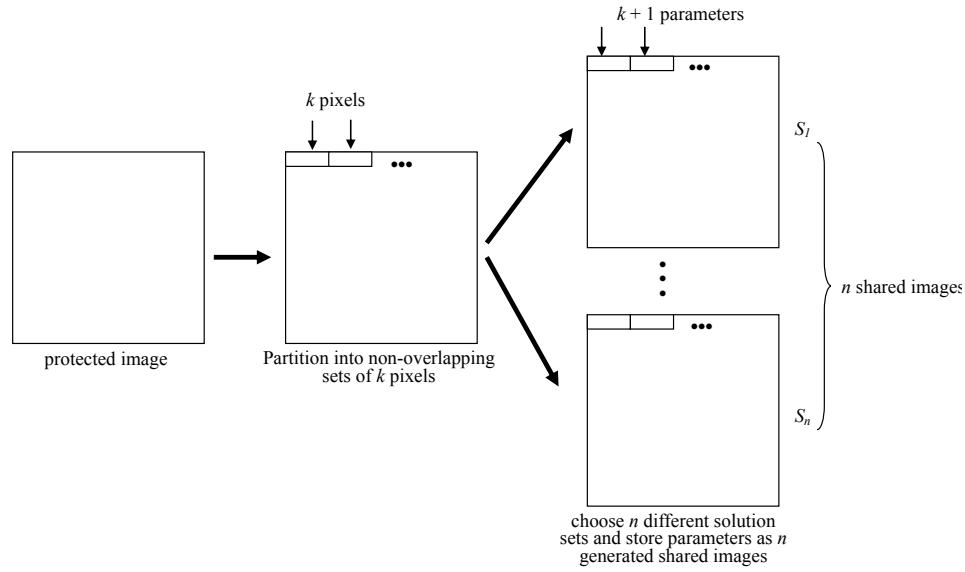 k + 1 parameters
k pixels
S1
n shared images
protected image
Partition into non-overlapping
sets of k pixels
Sn
choose n different solution
sets and store parameters as n
generated shared images